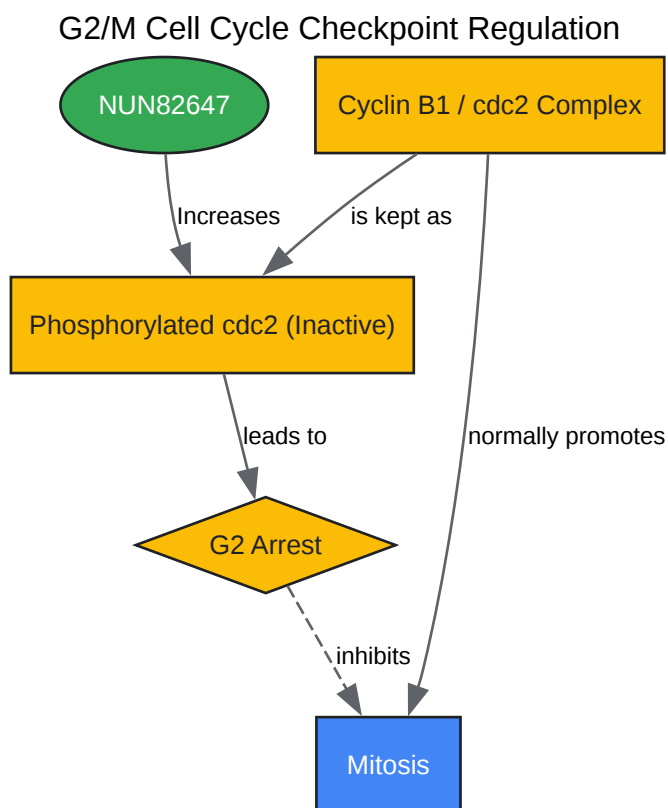 G2/M Cell Cycle Checkpoint Regulation
NUN82647
Cyclin B1 / cdc2 Complex
Increases
is kept as
Phosphorylated cdc2 (Inactive)
leads to
normally promotes
G2 Arrest
inhibits
Mitosis